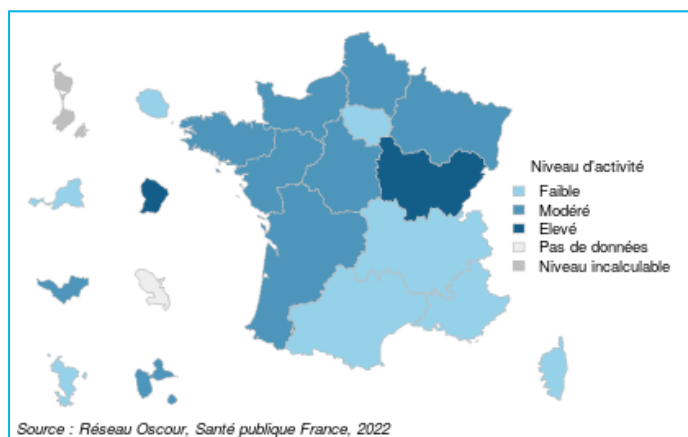 Niveau d'activité
Faible
Modéré
Elevé
Pas de données
Niveau incalculable
Source : Réseau Oscour, Santé publique France, 2022